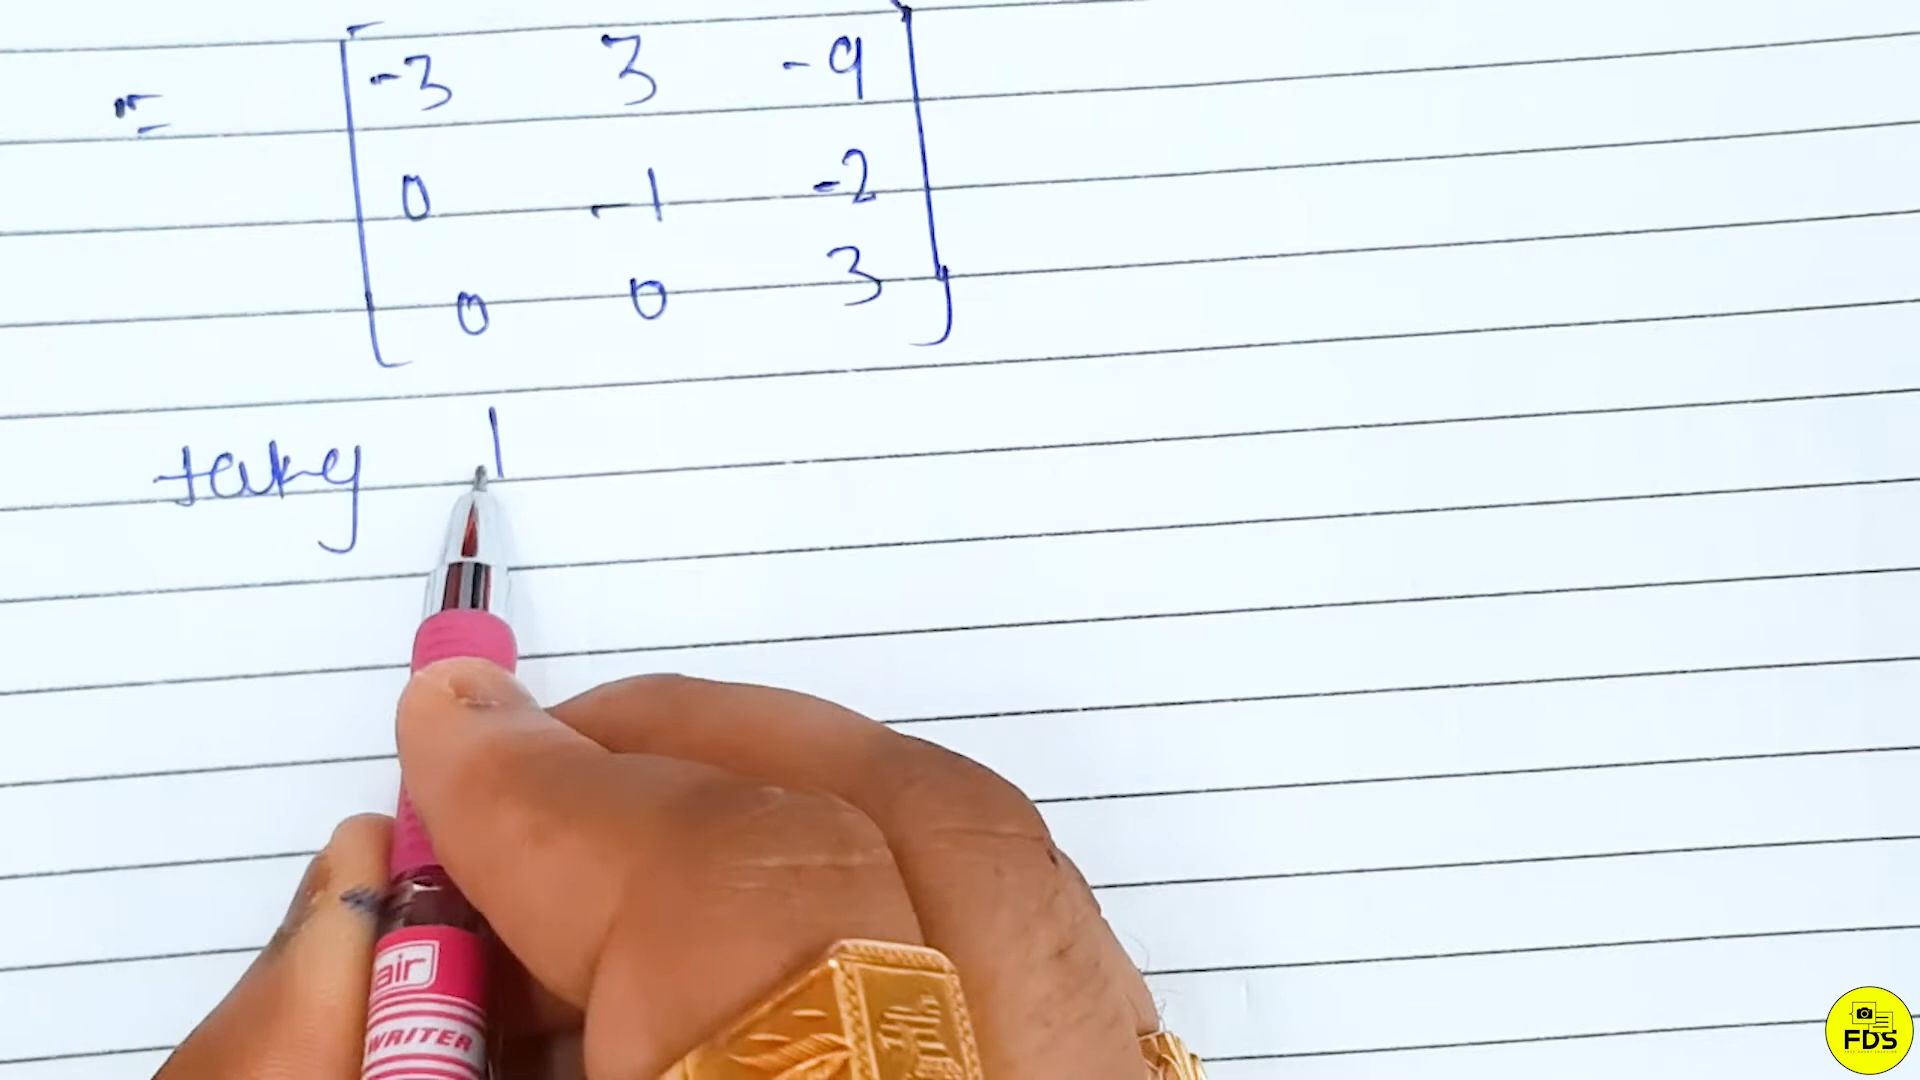 = -3 3 -9
0 -1 -2
0 0 3
take |
air
WRITER
FDS